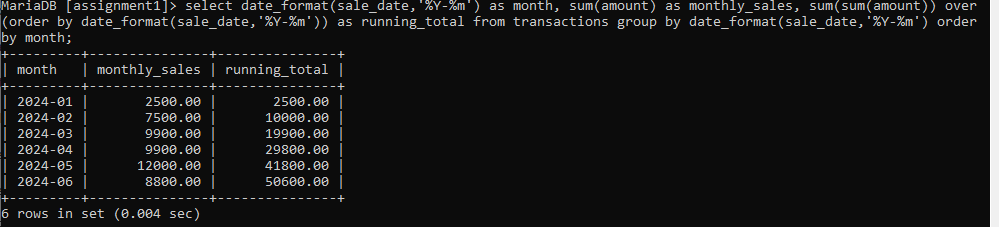 MariaDB [assignment1]> select date_format(sale_date,'%Y-%m') as month, sum(amount) as monthly_sales, sum(sum(amount)) over
(order by date_format(sale_date,'%Y-%m')) as running_total from transactions group by date_format(sale_date,'%Y-%m') order
by month;
+---------+---------------+---------------+
| month   | monthly_sales | running_total |
+---------+---------------+---------------+
| 2024-01 |       2500.00 |       2500.00 |
| 2024-02 |       7500.00 |      10000.00 |
| 2024-03 |       9900.00 |      19900.00 |
| 2024-04 |       9900.00 |      29800.00 |
| 2024-05 |      12000.00 |      41800.00 |
| 2024-06 |       8800.00 |      50600.00 |
+---------+---------------+---------------+
6 rows in set (0.004 sec)